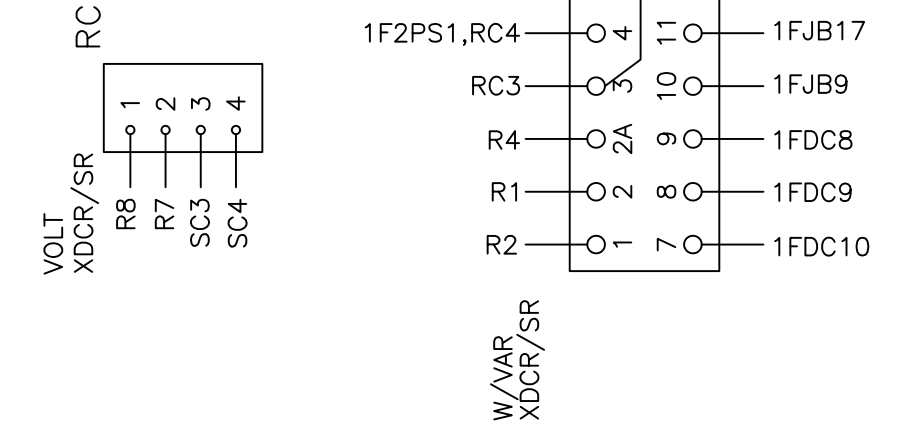 RC
1 2 3 4
R8
R7
SC3
SC4
VOLT
XDCR/SR
1F2PS1,RC4 4 11 1FJB17
RC3 3 10 1FJB9
R4 2A 9 1FDC8
R1 2 8 1FDC9
R2 1 7 1FDC10
W/VAR
XDCR/SR